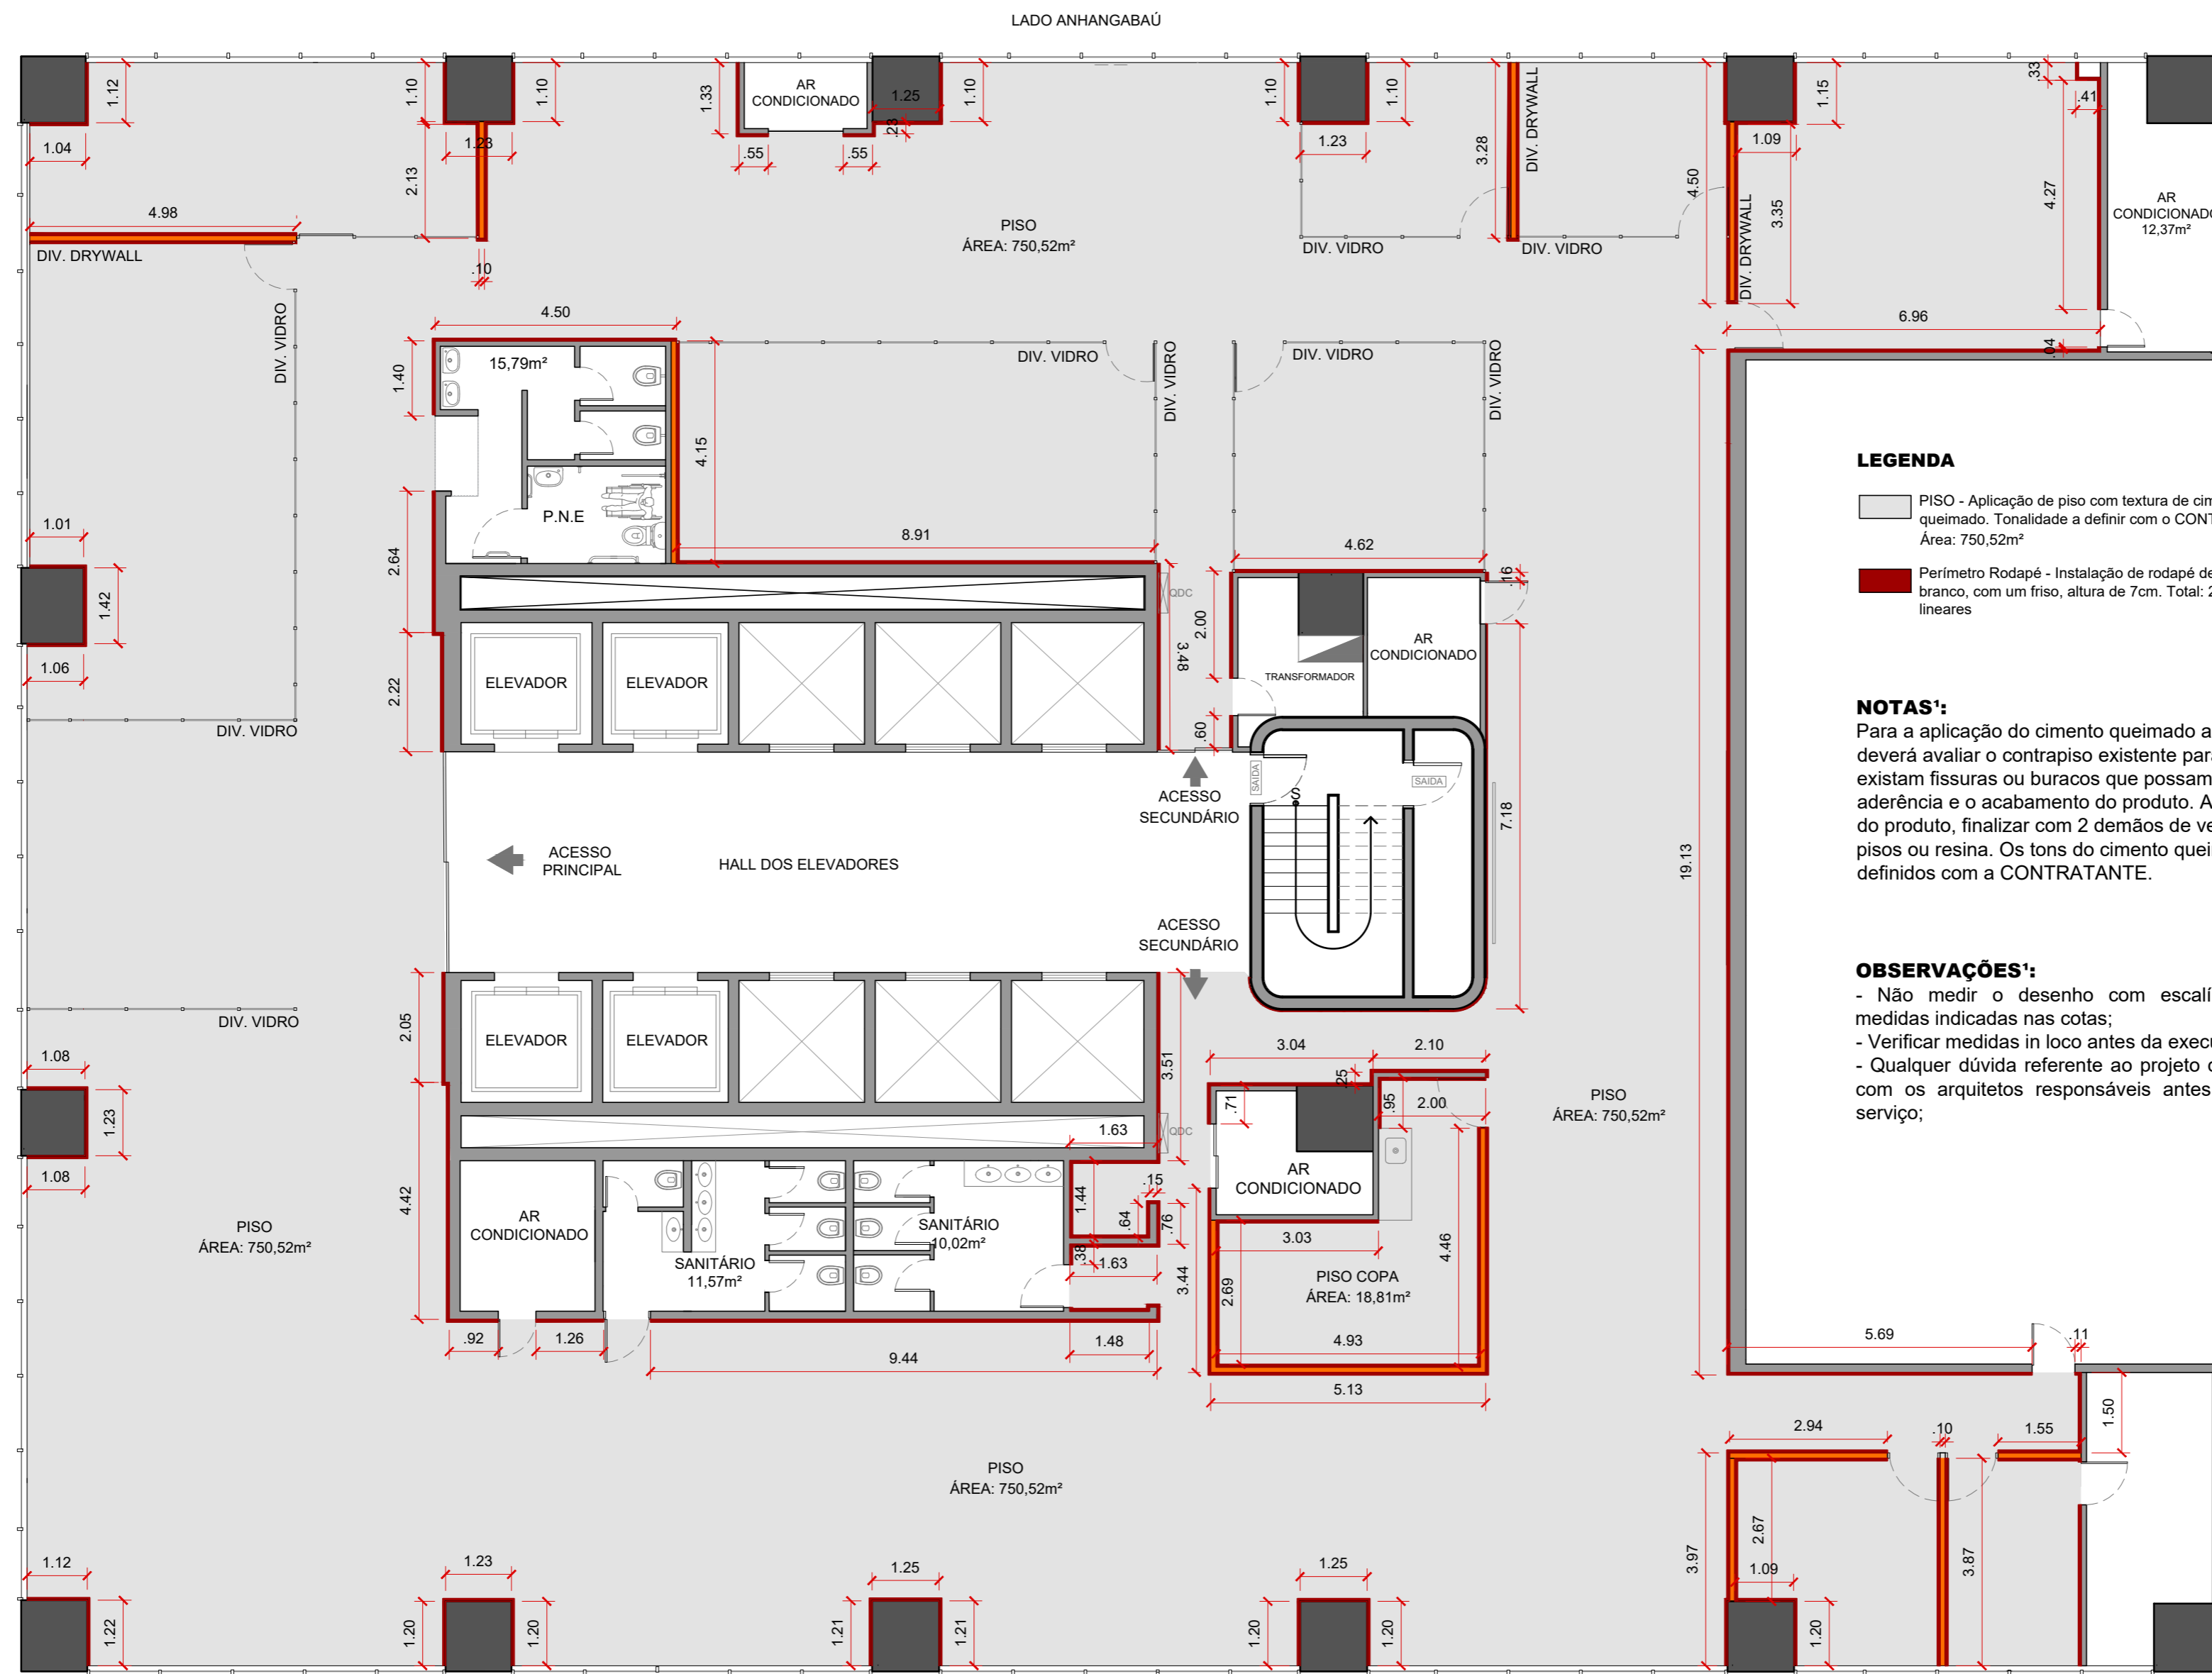 LADO ANHANGABAÚ
1.12
1.10
1.10
1.33
AR
CONDICIONADO
1.25
.23
1.10
1.10
1.10
3.28
DIV. DRYWALL
1.15
.33
.41
1.04
1.23
2.13
.55
.55
1.23
4.50
1.09
3.35
4.27
AR
CONDICIONADO
12,37m²
4.98
DIV. DRYWALL
.10
PISO
ÁREA: 750,52m²
DIV. VIDRO
DIV. VIDRO
DIV. DRYWALL
DIV. VIDRO
4.50
6.96
.04
1.40
15,79m²
4.15
DIV. VIDRO
DIV. VIDRO
DIV. VIDRO
DIV. VIDRO
P.N.E
8.91
4.62
.16
1.01
1.42
1.06
2.64
QDC
2.00
3.48
2.22
ELEVADOR
ELEVADOR
AR
CONDICIONADO
TRANSFORMADOR
.60
DIV. VIDRO
SAIDA
SAIDA
S
ACESSO
SECUNDÁRIO
ACESSO
PRINCIPAL
HALL DOS ELEVADORES
7.18
19.13
ACESSO
SECUNDÁRIO
DIV. VIDRO
LEGENDA
PISO - Aplicação de piso com textura de
queimado. Tonalidade a definir com o
Área: 750,52m²
Perímetro Rodapé - Instalação de rodapé
branco, com um friso, altura de 7cm. Total:
lineares
NOTAS¹:
Para a aplicação do cimento queimado a
deverá avaliar o contrapiso existente
existam fissuras ou buracos que possam
aderência e o acabamento do produto.
do produto, finalizar com 2 demãos de
pisos ou resina. Os tons do cimento
definidos com a CONTRATANTE.
OBSERVAÇÕES¹:
- Não medir o desenho com
medidas indicadas nas cotas;
- Verificar medidas in loco antes da
- Qualquer dúvida referente ao projeto
com os arquitetos responsáveis antes
serviço;
2.05
ELEVADOR
ELEVADOR
3.51
3.04
2.10
.25
.71
.95
2.00
1.08
1.23
1.08
PISO
ÁREA: 750,52m²
1.63
QDC
AR
CONDICIONADO
4.42
1.44
.15
.64
.76
AR
CONDICIONADO
SANITÁRIO
10,02m²
SANITÁRIO
11,57m²
.38
1.63
3.03
4.46
PISO
ÁREA: 750,52m²
3.44
2.69
PISO COPA
ÁREA: 18,81m²
.92
1.26
1.48
9.44
4.93
5.13
5.69
.11
1.50
2.94
.10
1.55
PISO
ÁREA: 750,52m²
3.97
2.67
3.87
1.12
1.22
1.23
1.20
1.20
1.25
1.21
1.21
1.25
1.20
1.20
1.09
1.20